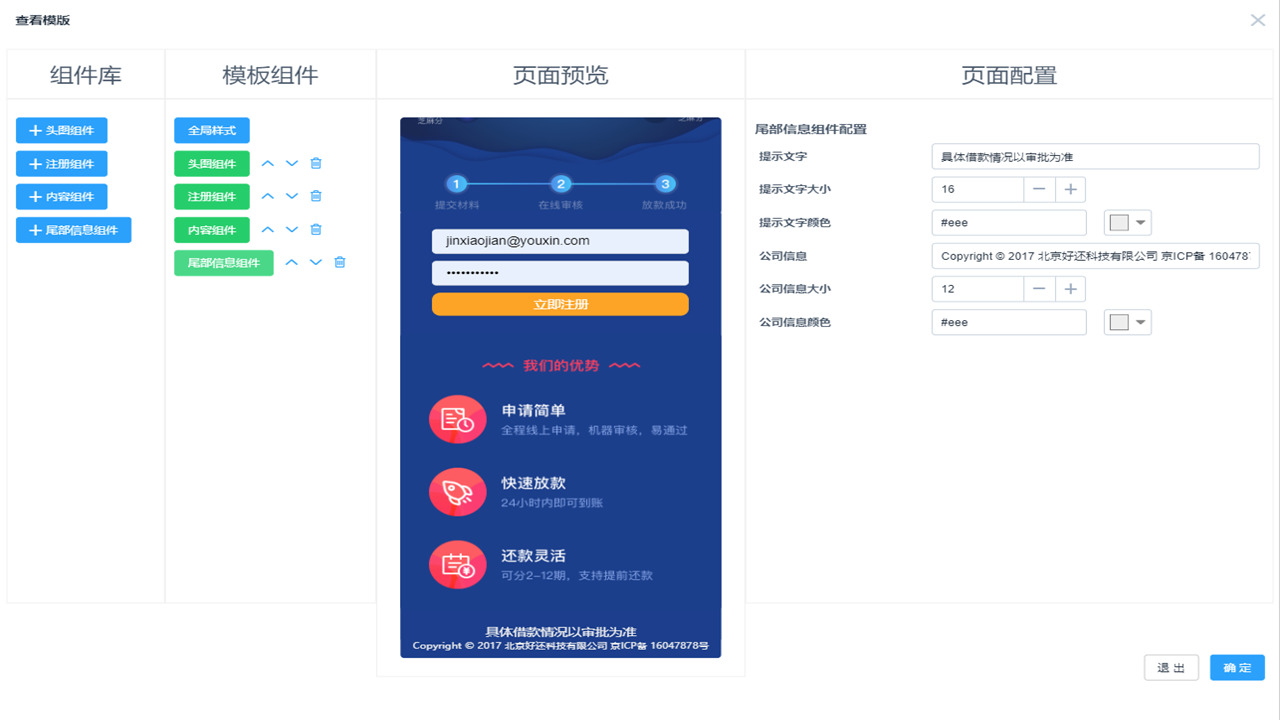 查看模版
组件库
模板组件
页面预览
页面配置
头图组件
注册组件
内容组件
尾部信息组件
全局样式
头图组件
注册组件
内容组件
尾部信息组件
芝麻分
芝麻分
1
2
3
提交材料
在线审核
放款成功
jinxiaojian@youxin.com
•••••••••••
立即注册
我们的优势
申请简单
全程线上申请，机器审核，易通过
快速放款
24小时内即可到账
还款灵活
可分2-12期，支持提前还款
具体借款情况以审批为准
Copyright © 2017 北京好还科技有限公司 京ICP备 16047878号
尾部信息组件配置
提示文字
具体借款情况以审批为准
提示文字大小
16
提示文字颜色
#eee
公司信息
Copyright © 2017 北京好还科技有限公司 京ICP备 160478
公司信息大小
12
公司信息颜色
#eee
退 出
确 定